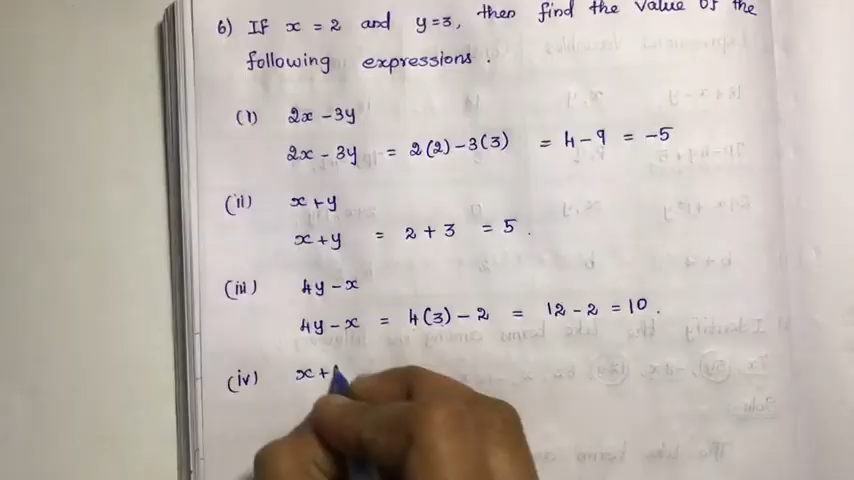 6) If x = 2 and y = 3, then find the value of the
following expressions.
(i) 2x - 3y
2x - 3y = 2(2) - 3(3) = 4 - 9 = -5
(ii) x + y
x + y = 2 + 3 = 5.
(iii) 4y - x
4y - x = 4(3) - 2 = 12 - 2 = 10.
(iv) x +